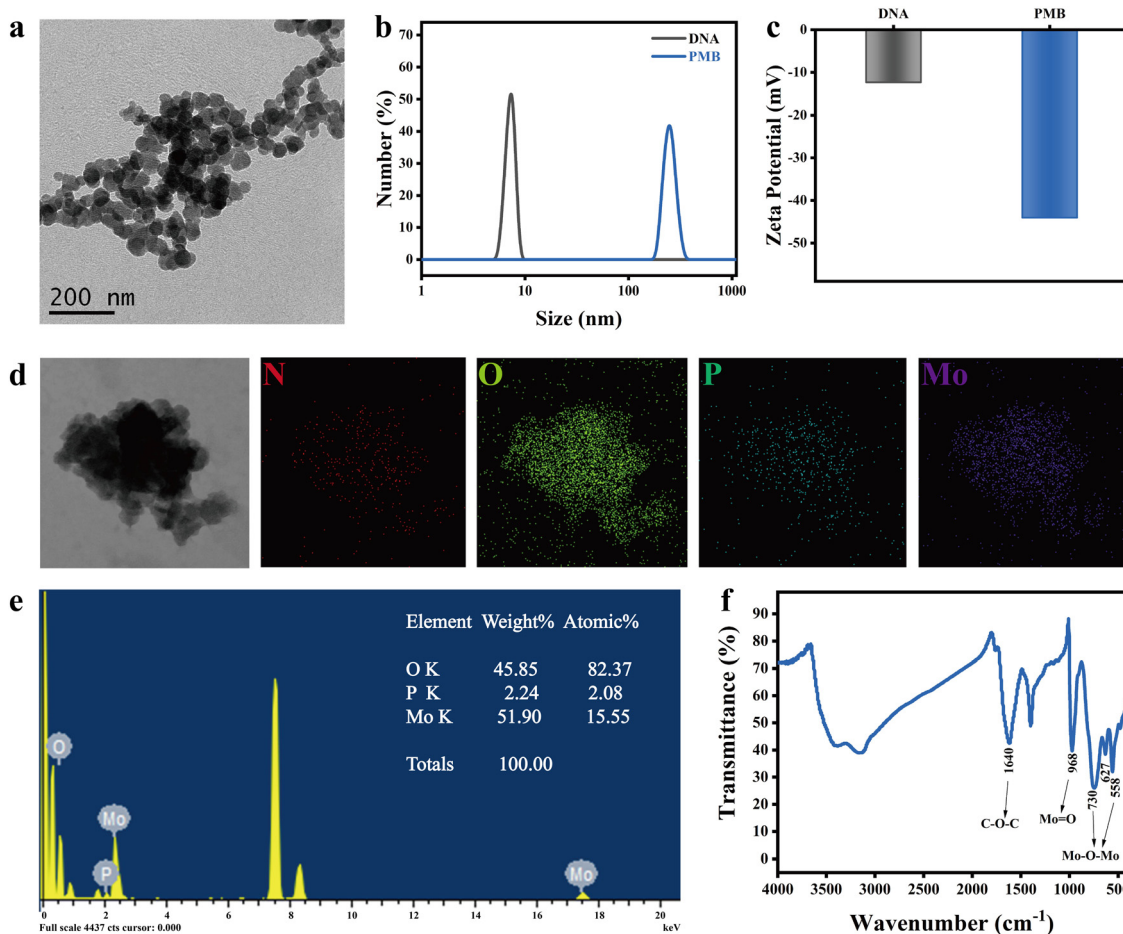 a
200 nm
b
70
60
50
40
30
20
10
0
Number (%)
DNA
PMB
1
10
100
1000
Size (nm)
c
DNA
PMB
0
-10
-20
-30
-40
-50
Zeta Potential (mV)
d
N
O
P
Mo
e
Element Weight% Atomic%
O K 45.85 82.37
P K 2.24 2.08
Mo K 51.90 15.55
Totals 100.00
O
P
Mo
Mo
0 2 4 6 8 10 12 14 16 18 20
Full scale 4437 cts cursor: 0.000
keV
f
90
80
70
60
50
40
30
20
10
0
Transmittance (%)
1640
968
730
627
558
C-O-C
Mo=O
Mo-O-Mo
4000 3000 2000 1000 500
Wavenumber (cm⁻¹)